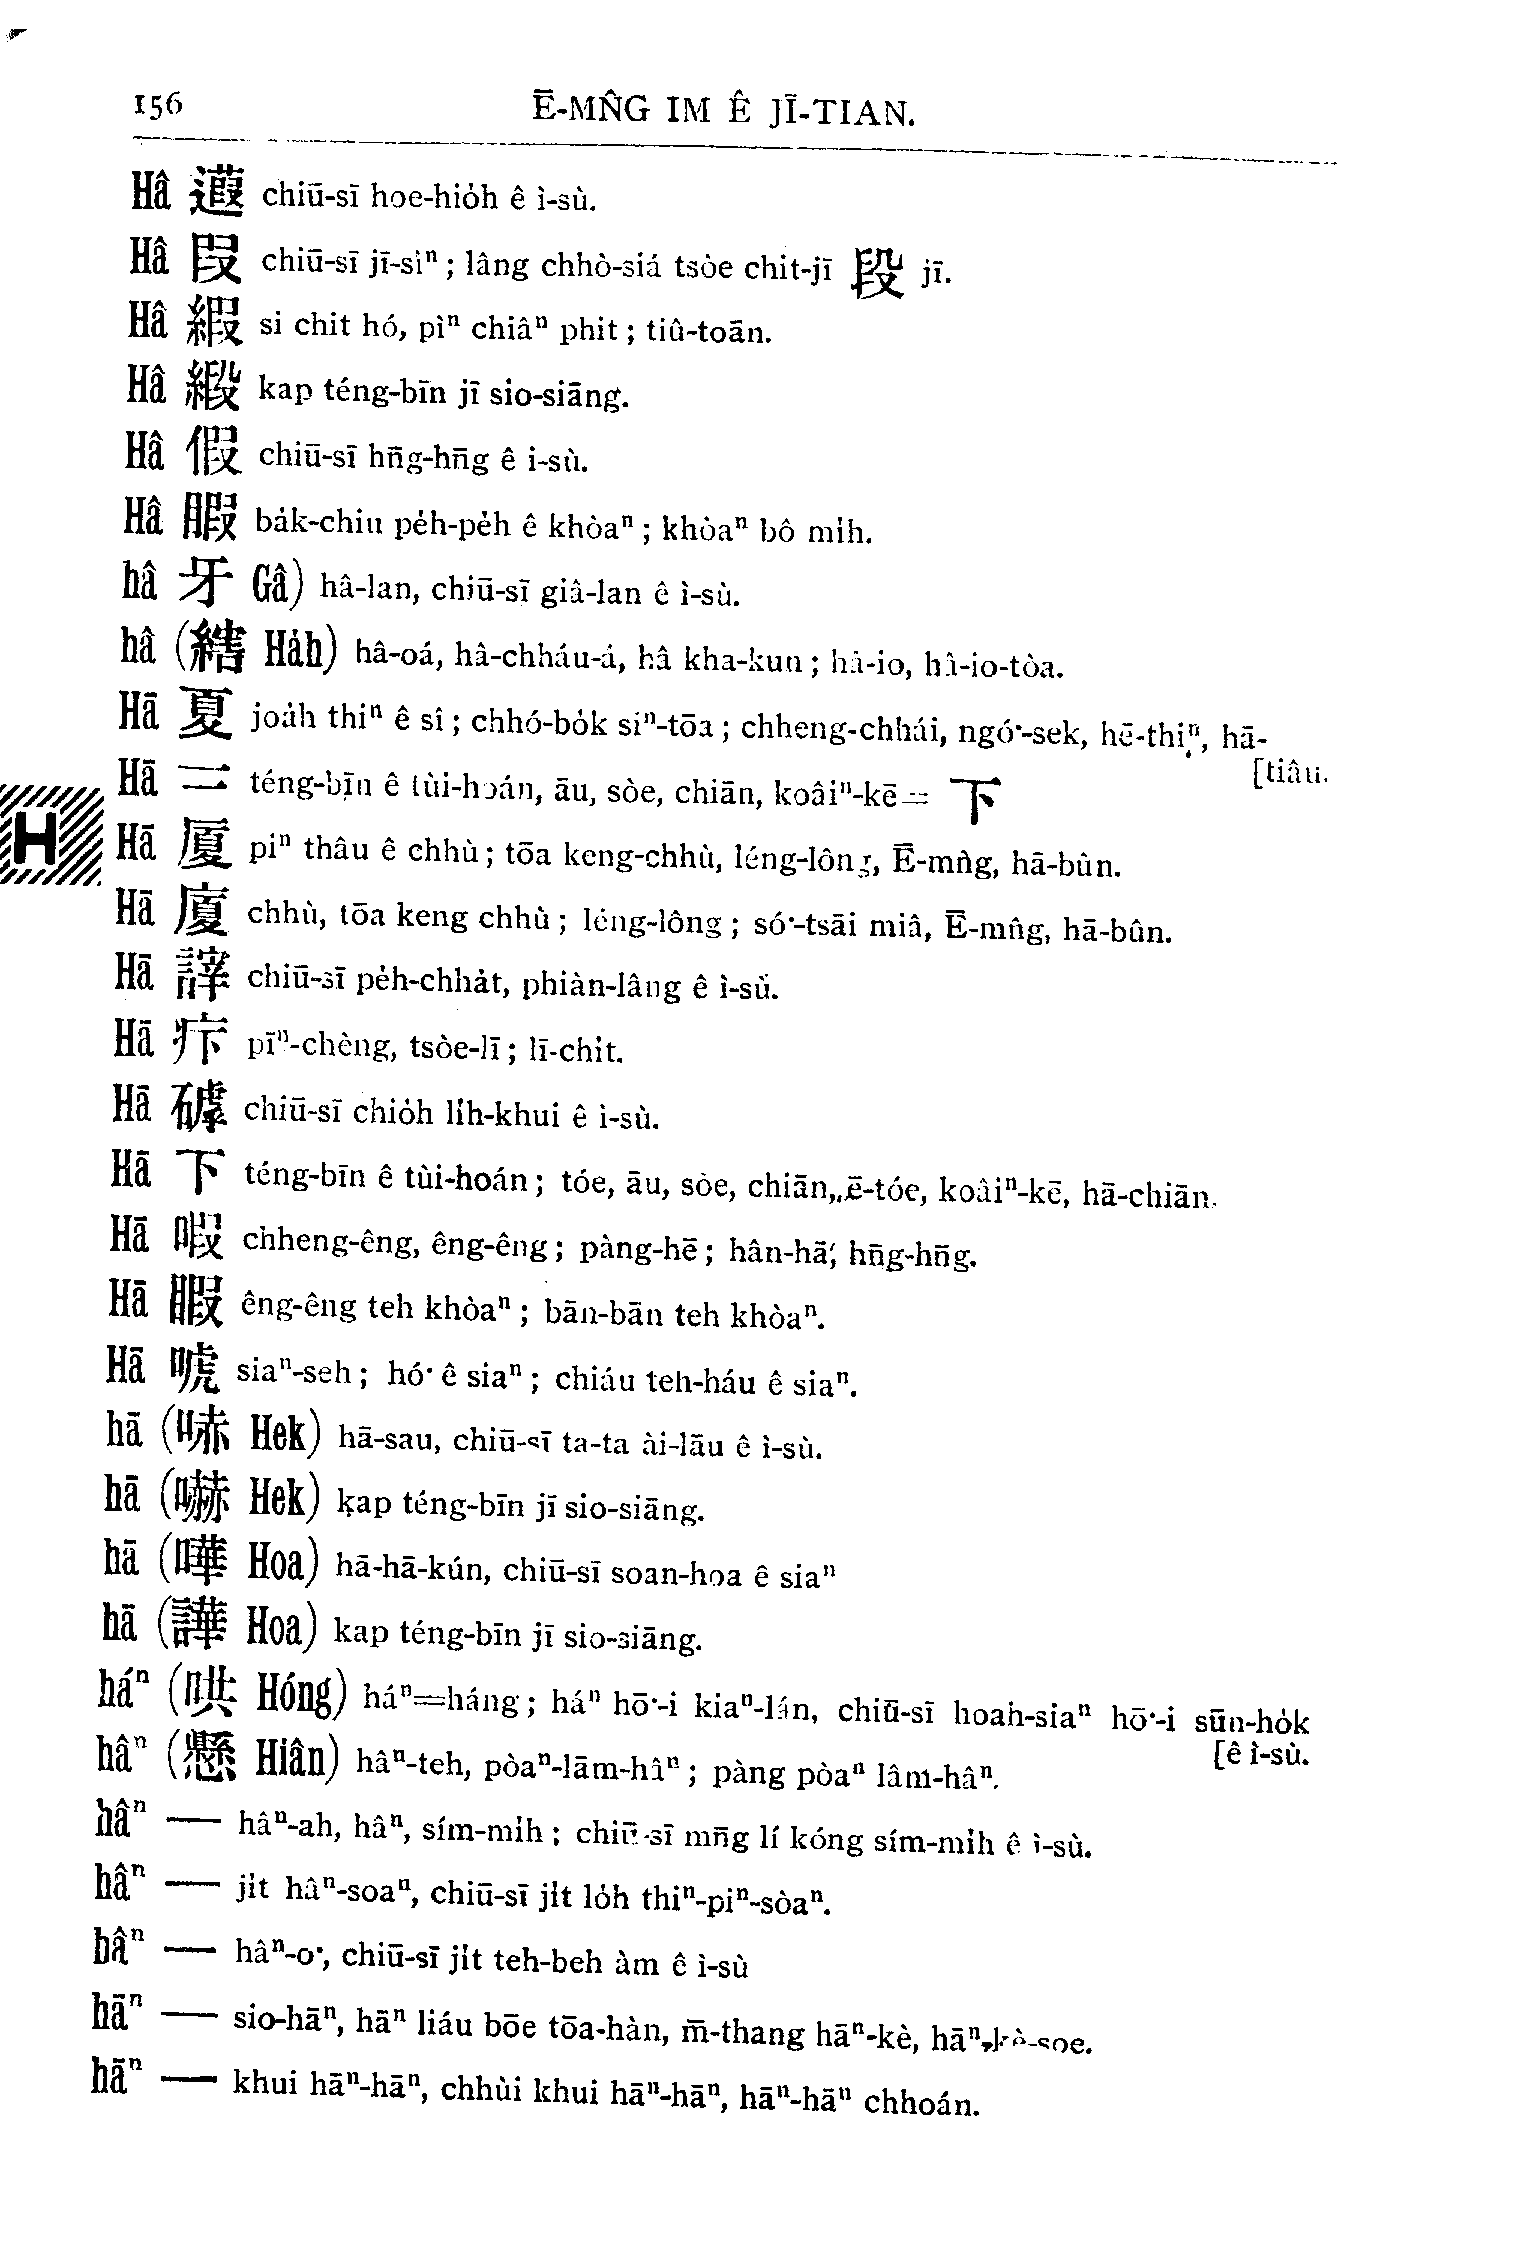 156 Ē-MN̂G IM Ê JĪ-TIAN.
Hâ 遐 chiū-sī hoe-hio̍h ê ì-sù.
Hâ 叚 chiū-sī jī-sìⁿ; lâng chhò-siá tsòe chit-jī 段 jī.
Hâ 緞 si chit hó, pìⁿ chiâⁿ phit; tiû-toān.
Hâ 緞 kap téng-bīn jī sio-siāng.
Hâ 假 chiū-sī hn̄g-hn̄g ê i-sù.
Hâ 睱 ba̍k-chiu pe̍h-pe̍h ê khòaⁿ; khòaⁿ bô mi̍h.
hâ 牙 Gâ) hâ-lan, chiū-sī giâ-lan ê ì-sù.
hâ (縖 Ha̍h) hâ-oá, hâ-chháu-á, hâ kha-kun; hâ-io, hâ-io-tòa.
Hā 夏 joa̍h thiⁿ ê sî; chhó-bo̍k siⁿ-tōa; chheng-chhái, ngó͘-sek, hē-thiⁿ, hā-
[tiâu.
Hā 二 téng-bīn ê tùi-hoán, āu, sòe, chiān, koâiⁿ-kē = 下
H
Hā 厦 piⁿ thâu ê chhù; tōa keng-chhù, léng-lông, Ē-mn̂g, hā-bûn.
Hā 廈 chhù, tōa keng chhù; léng-lông; só͘-tsāi miâ, Ē-mn̂g, hā-bûn.
Hā 謘 chiū-sī pe̍h-chha̍t, phiàn-lâng ê ì-sù.
Hā 疜 pīⁿ-chèng, tsòe-lī; lī-chi̍t.
Hā 罅 chiū-sī chio̍h li̍h-khui ê ì-sù.
Hā 下 téng-bīn ê tùi-hoán; tóe, āu, sòe, chiān, ē-tóe, koâiⁿ-kē, hā-chiān.
Hā 暇 chheng-êng, êng-êng; pàng-hē; hân-hā; hn̄g-hn̄g.
Hā 睱 êng-êng teh khòaⁿ; bān-bān teh khòaⁿ.
Hā 唬 siaⁿ-seh; hó͘ ê siaⁿ; chiáu teh-háu ê siaⁿ.
hā (哧 Hek) hā-sau, chiū-sī ta-ta ài-lāu ê ì-sù.
hā (嚇 Hek) kap téng-bīn jī sio-siāng.
hā (嘩 Hoa) hā-hā-kún, chiū-sī soan-hoa ê siaⁿ
hā (譁 Hoa) kap téng-bīn jī sio-siāng.
háⁿ (哄 Hóng) háⁿ=háng; háⁿ hō͘-i kiaⁿ-lán, chiū-sī hoah-siaⁿ hō͘-i sūn-ho̍k
[ê ì-sù.
hâⁿ (懸 Hiân) hâⁿ-teh, pòaⁿ-lām-hâⁿ; pàng pòaⁿ lâm-hâⁿ.
hâⁿ — hâⁿ-ah, hâⁿ, sím-mi̍h; chiū-sī mn̄g lí kóng sím-mi̍h ê ì-sù.
hâⁿ — ji̍t hâⁿ-soaⁿ, chiū-sī ji̍t lo̍h thiⁿ-piⁿ-sòaⁿ.
hâⁿ — hâⁿ-o͘, chiū-sī ji̍t teh-beh àm ê ì-sù
hāⁿ — sio-hāⁿ, hāⁿ liáu bōe tōa-hàn, m̄-thang hāⁿ-kè, hāⁿ-kè-soe.
hāⁿ — khui hāⁿ-hāⁿ, chhùi khui hāⁿ-hāⁿ, hāⁿ-hāⁿ chhoán.